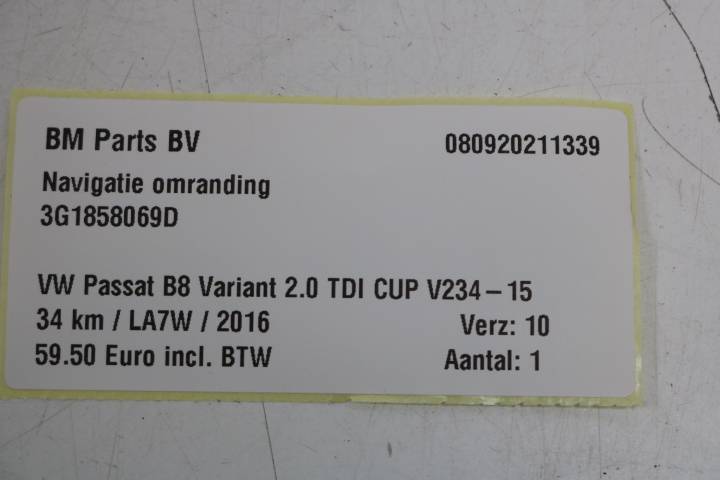 BM Parts BV 080920211339
Navigatie omranding
3G1858069D
VW Passat B8 Variant 2.0 TDI CUP V234-15
34 km / LA7W / 2016 Verz: 10
59.50 Euro incl. BTW Aantal: 1